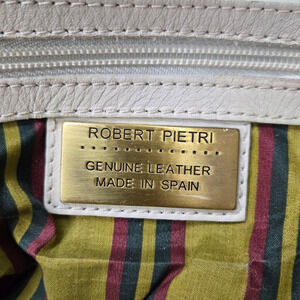 ROBERT PIETRI
GENUINE LEATHER
MADE IN SPAIN